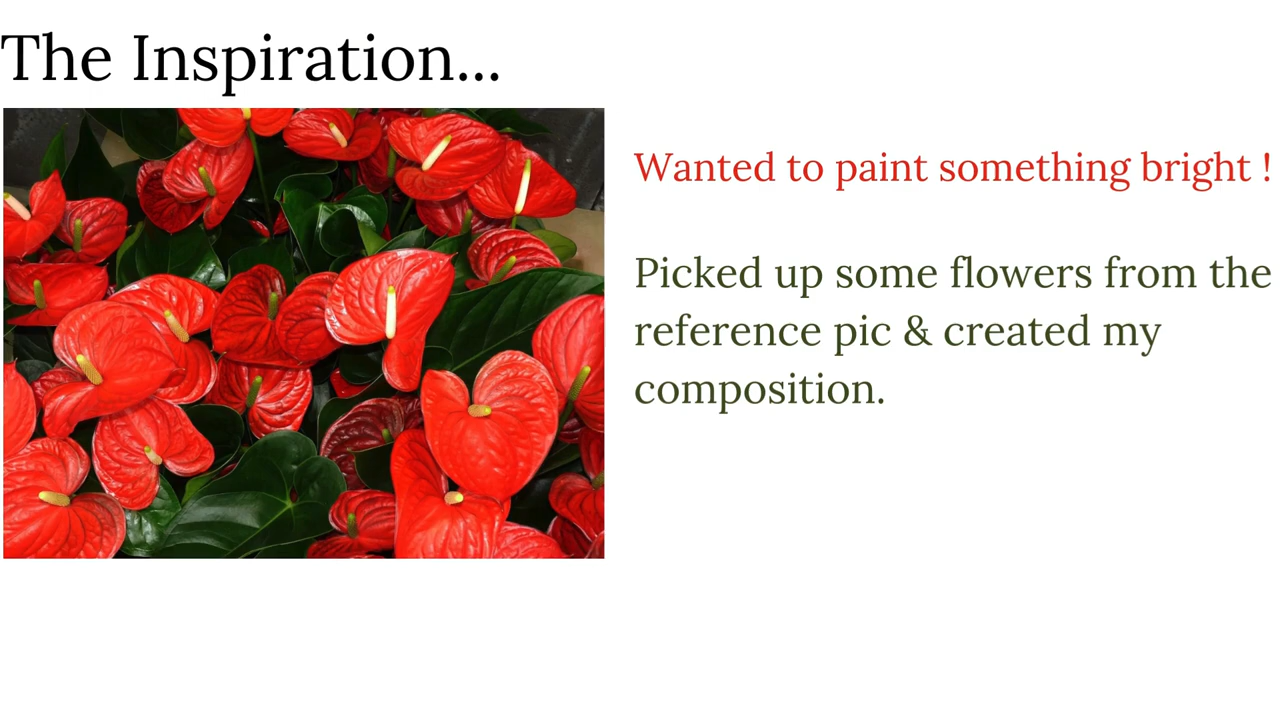 The Inspiration...
Wanted to paint something bright !
Picked up some flowers from the
reference pic & created my
composition.